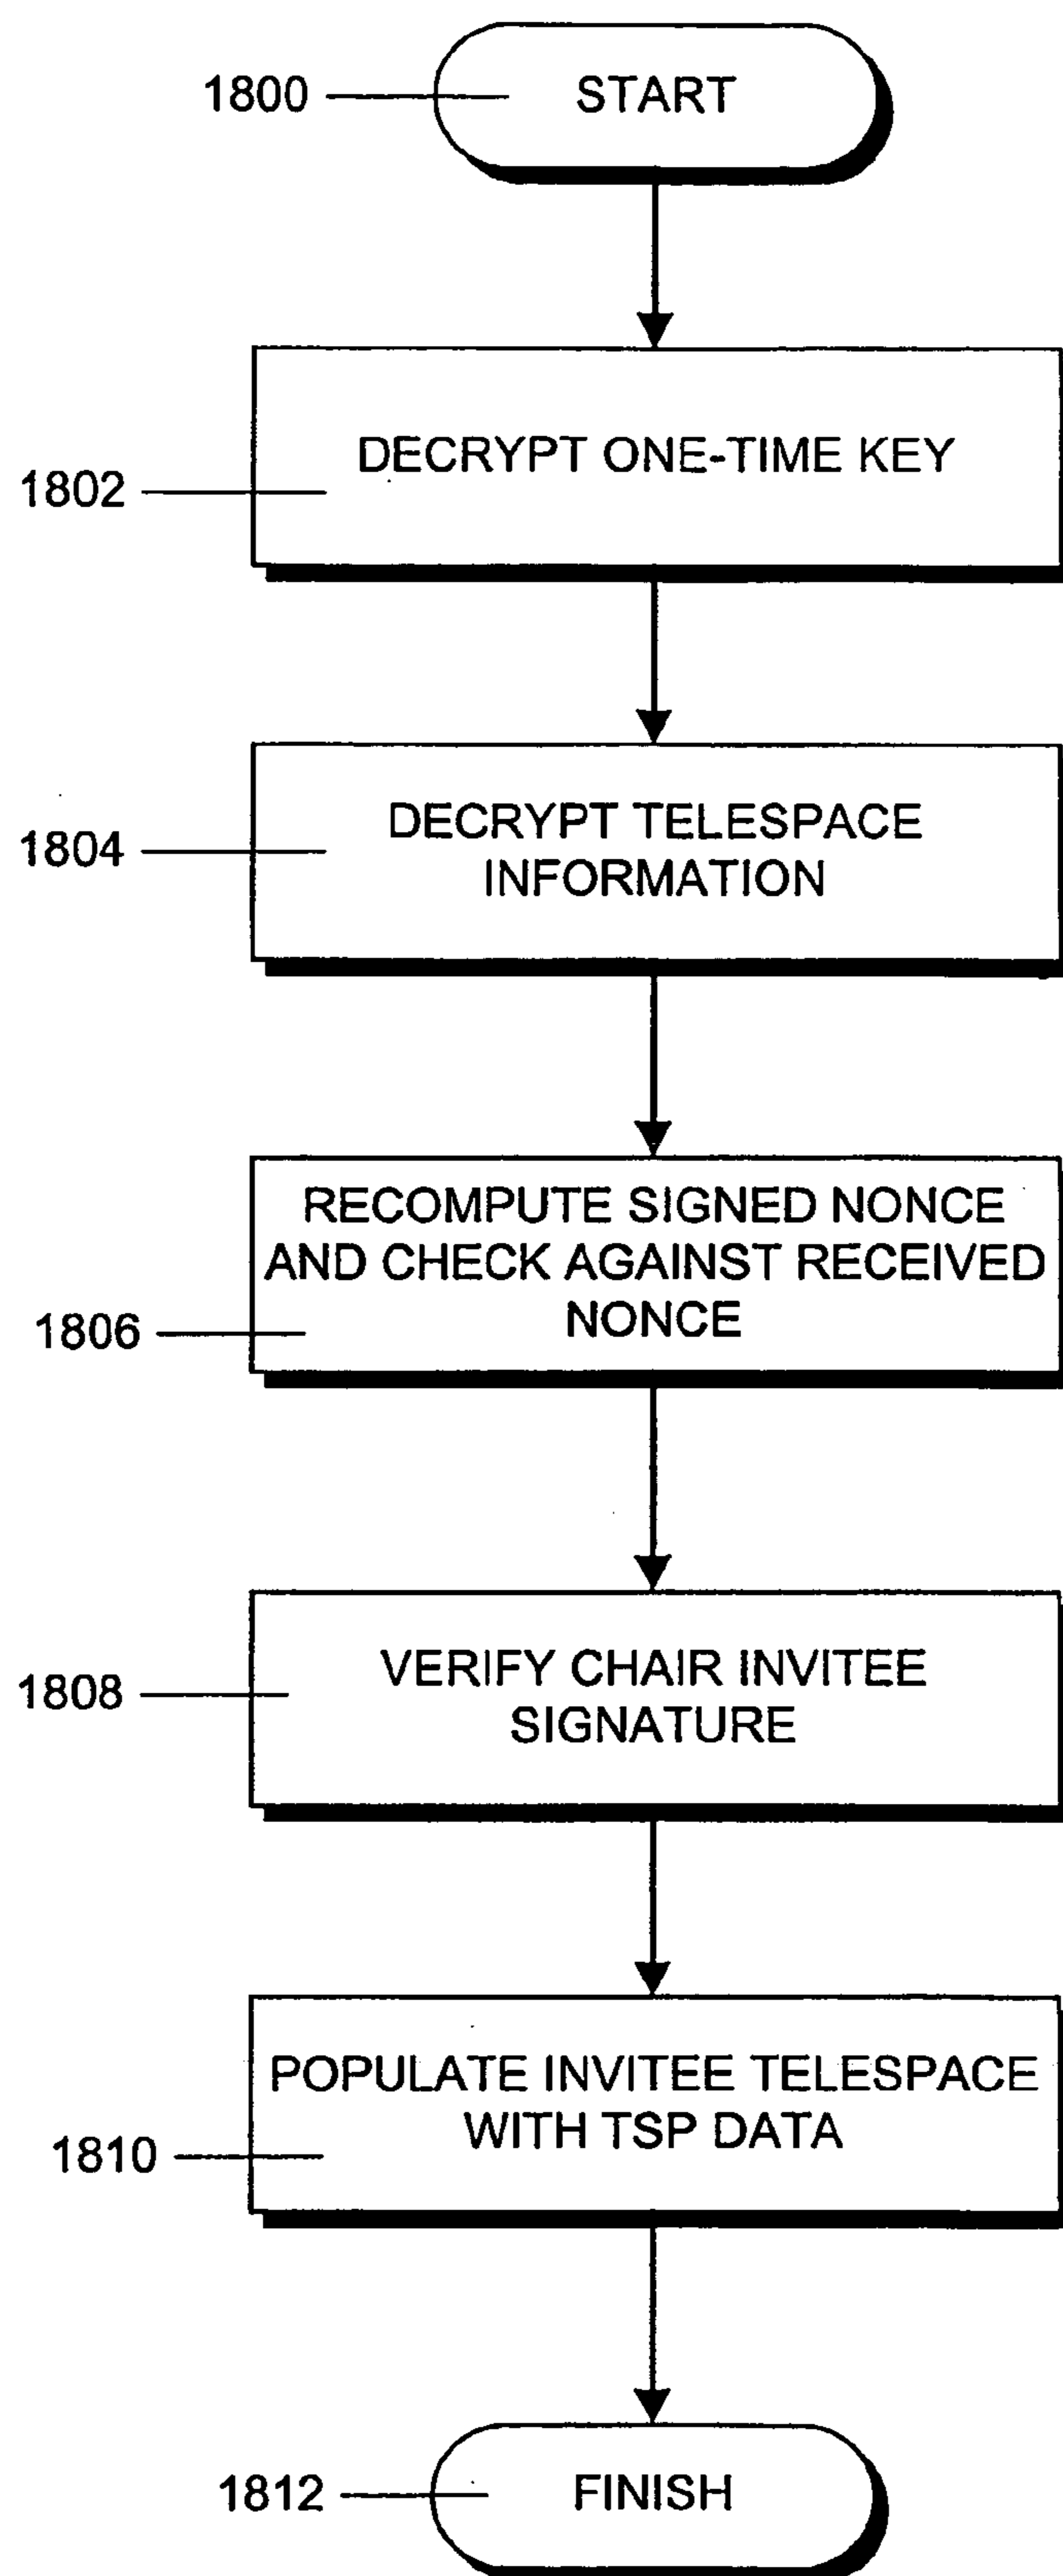 1800
START
1802
DECRYPT ONE-TIME KEY
1804
DECRYPT TELESPACE
INFORMATION
1806
RECOMPUTE SIGNED NONCE
AND CHECK AGAINST RECEIVED
NONCE
1808
VERIFY CHAIR INVITEE
SIGNATURE
1810
POPULATE INVITEE TELESPACE
WITH TSP DATA
1812
FINISH